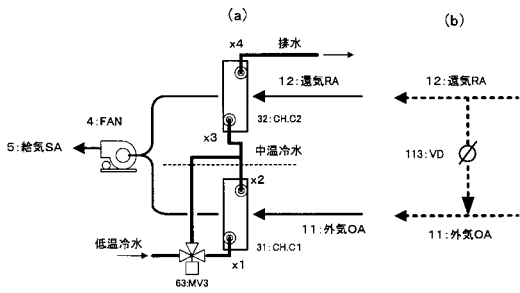 (a)
(b)
x4
排水
12:還気RA
12:還気RA
32:CH.C2
4:FAN
x3
5:給気SA
中温冷水
113:VD
x2
11:外気OA
11:外気OA
低温冷水
31:CH.C1
x1
63:MV3